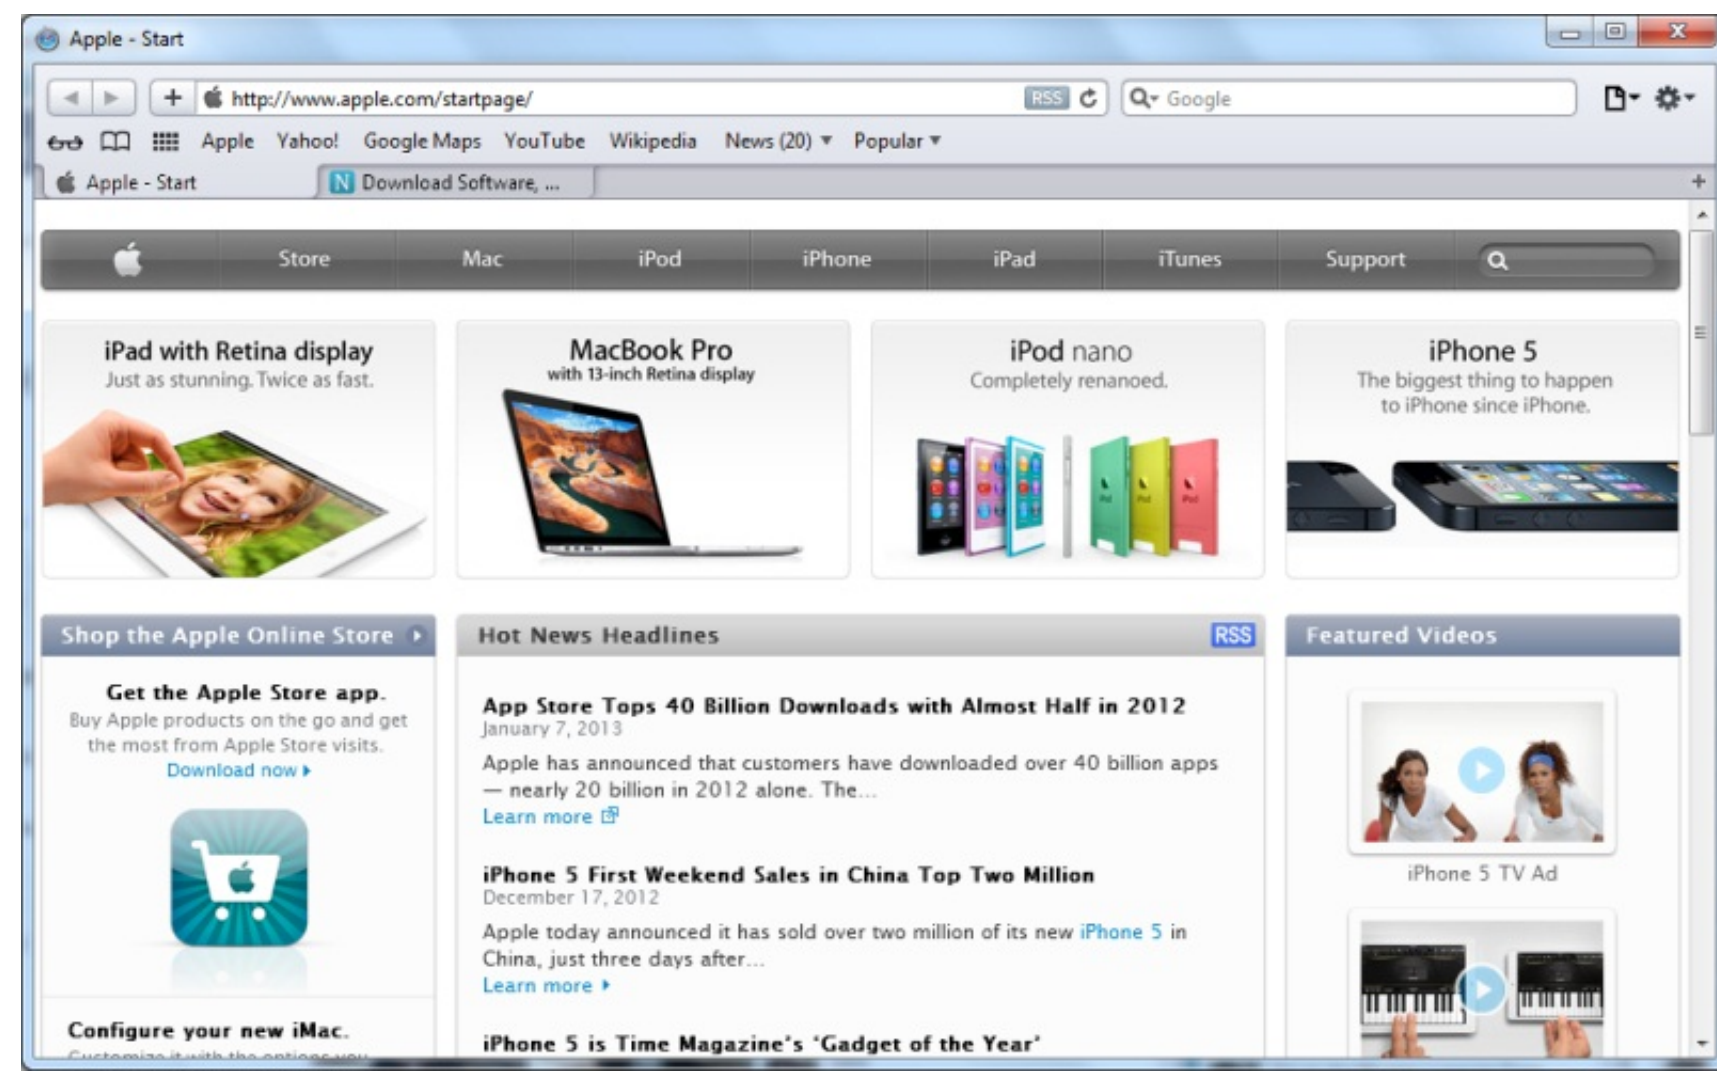 Apple - Start
http://www.apple.com/startpage/
RSS
Google
Apple
Yahoo!
Google Maps
YouTube
Wikipedia
News (20)
Popular
Apple - Start
N
Download Software, ...
+
Store
Mac
iPod
iPhone
iPad
iTunes
Support
iPad with Retina display
Just as stunning. Twice as fast.
MacBook Pro
with 13-inch Retina display
iPod nano
Completely renanoed.
iPhone 5
The biggest thing to happen
to iPhone since iPhone.
Shop the Apple Online Store
Get the Apple Store app.
Buy Apple products on the go and get
the most from Apple Store visits.
Download now
Configure your new iMac.
Customize it with the options you
Hot News Headlines
RSS
App Store Tops 40 Billion Downloads with Almost Half in 2012
January 7, 2013
Apple has announced that customers have downloaded over 40 billion apps
— nearly 20 billion in 2012 alone. The...
Learn more
iPhone 5 First Weekend Sales in China Top Two Million
December 17, 2012
Apple today announced it has sold over two million of its new iPhone 5 in
China, just three days after...
Learn more
iPhone 5 is Time Magazine's 'Gadget of the Year'
Featured Videos
iPhone 5 TV Ad